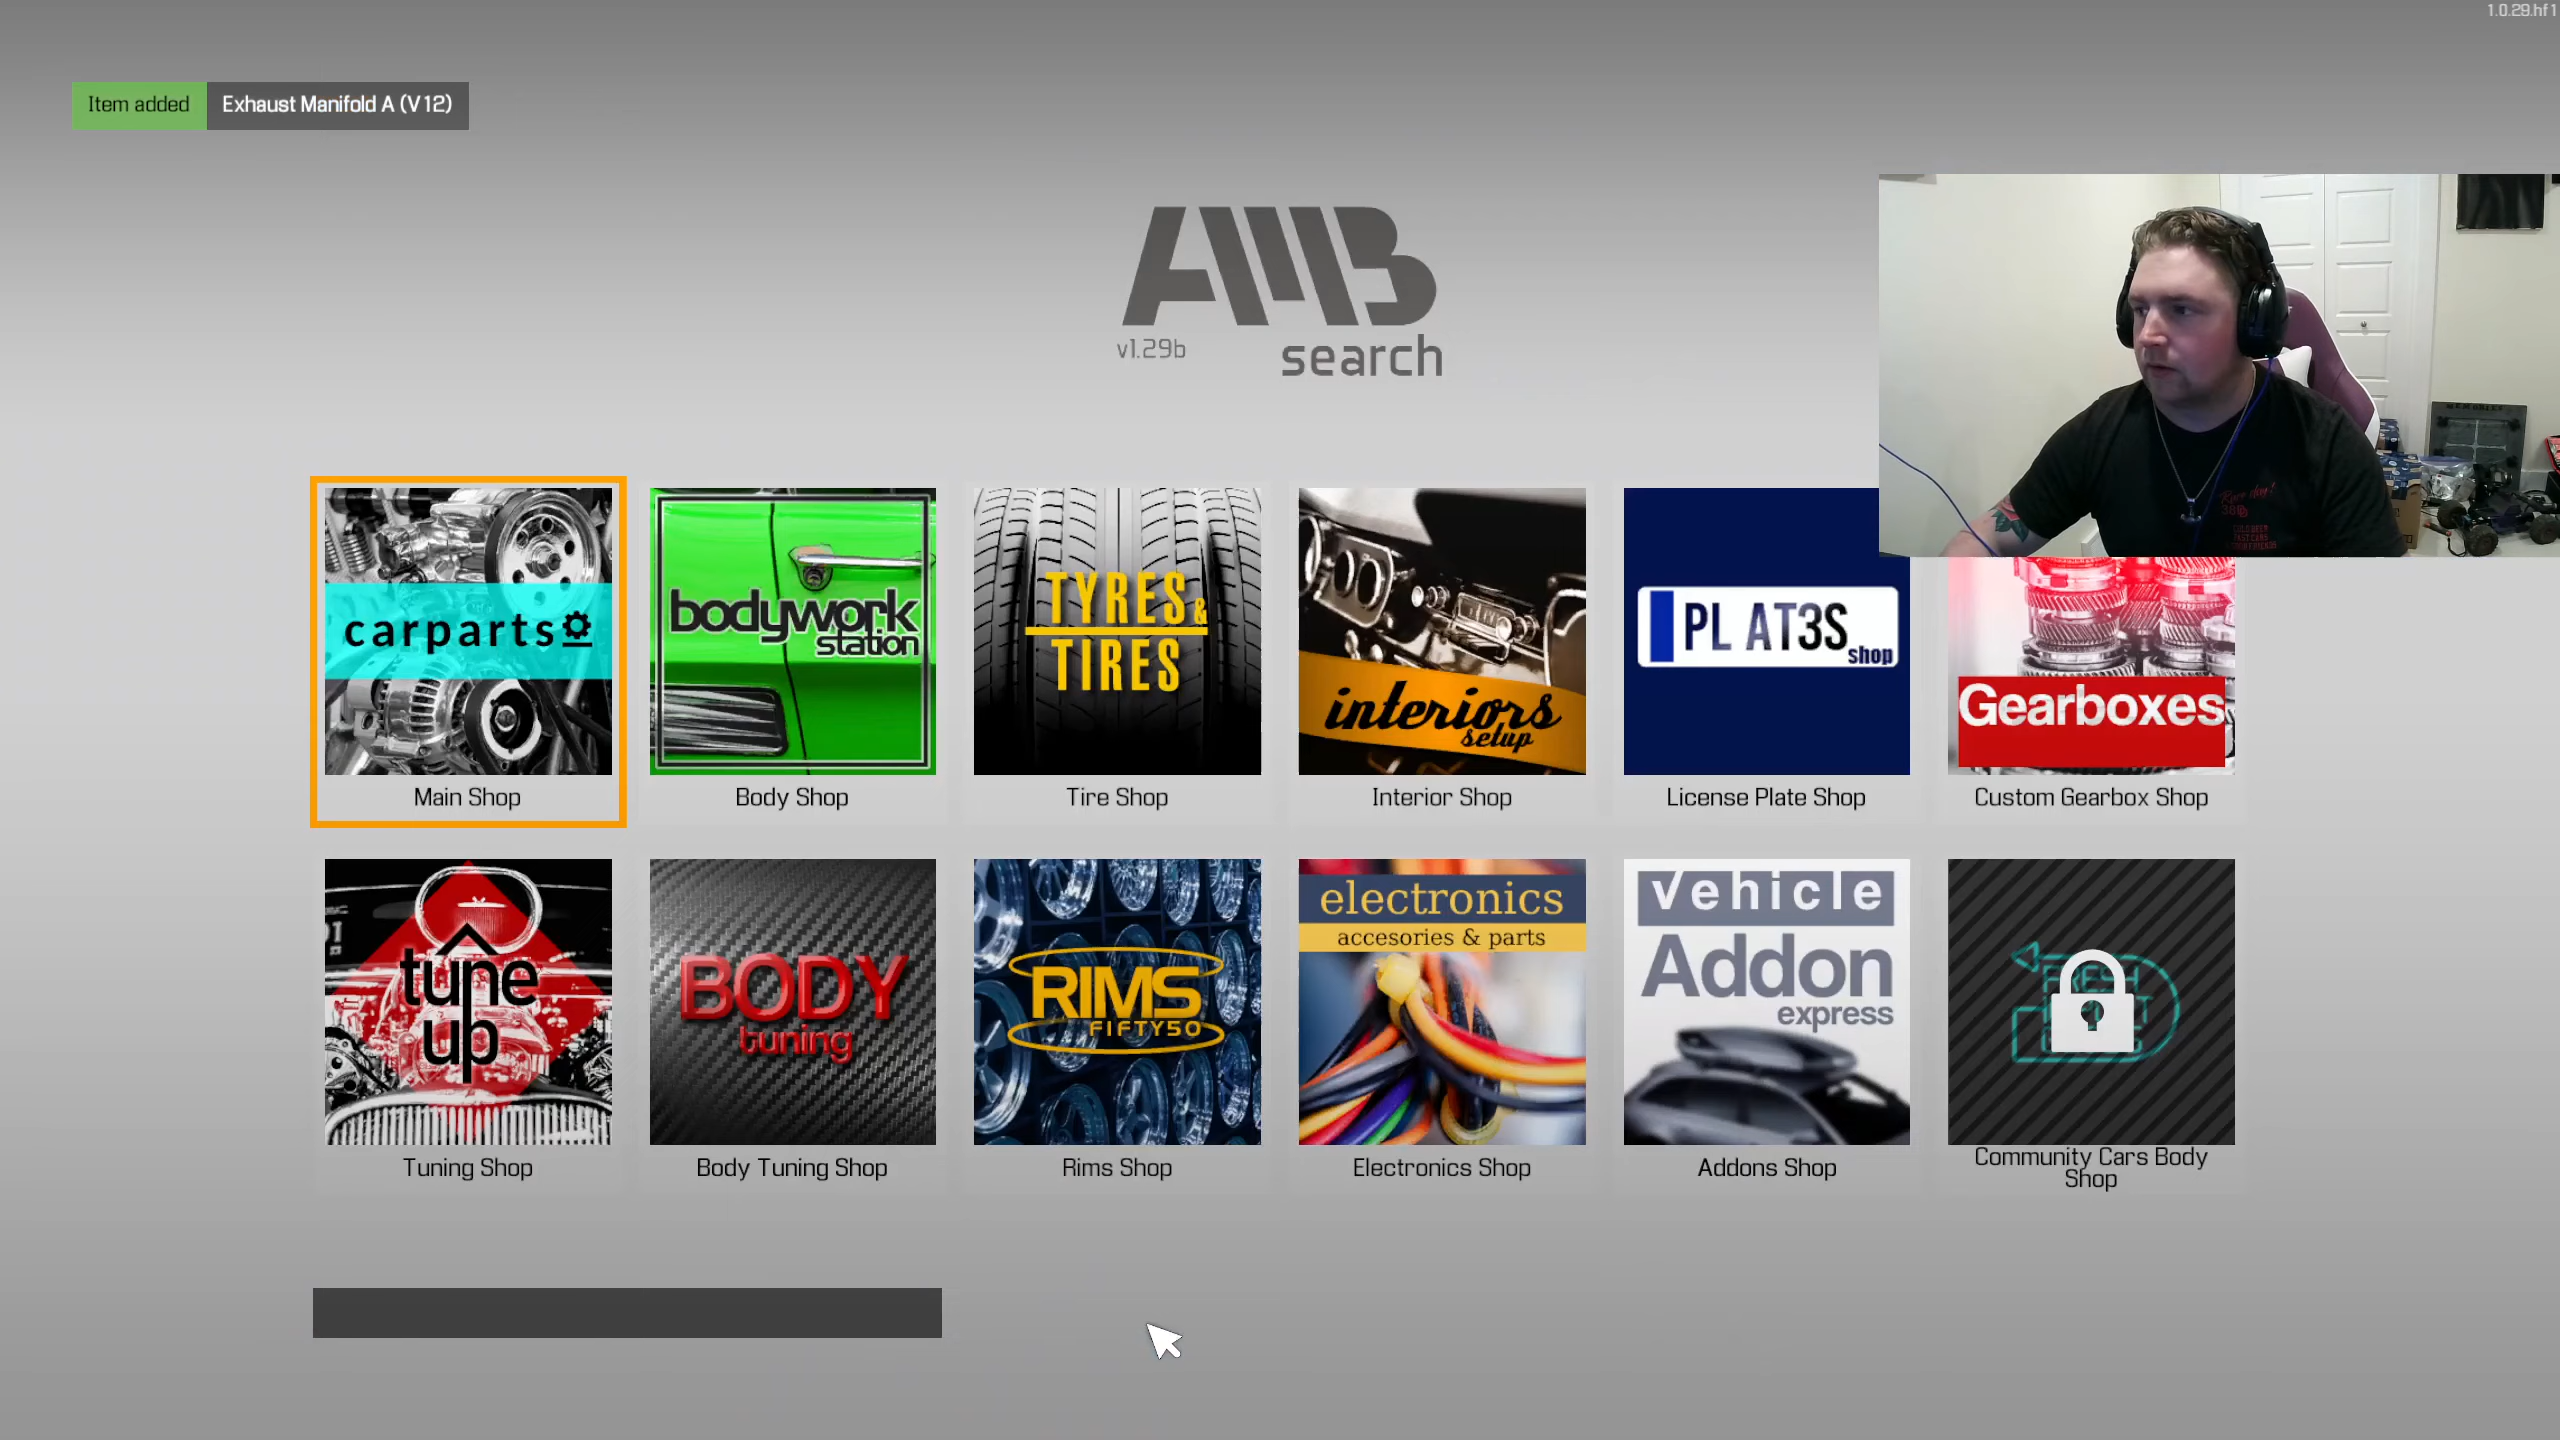 1.0.29.hf1
Item added Exhaust Manifold A (V12)
AMB
v1.29b search
carparts
Main Shop
bodywork
station
Body Shop
TYRES &
TIRES
Tire Shop
interiors
setup
Interior Shop
PL AT3S
shop
License Plate Shop
Gearboxes
Custom Gearbox Shop
tune
up
Tuning Shop
BODY
tuning
Body Tuning Shop
RIMS
FIFTY50
Rims Shop
electronics
accesories & parts
Electronics Shop
vehicle
Addon
express
Addons Shop
Community Cars Body
Shop